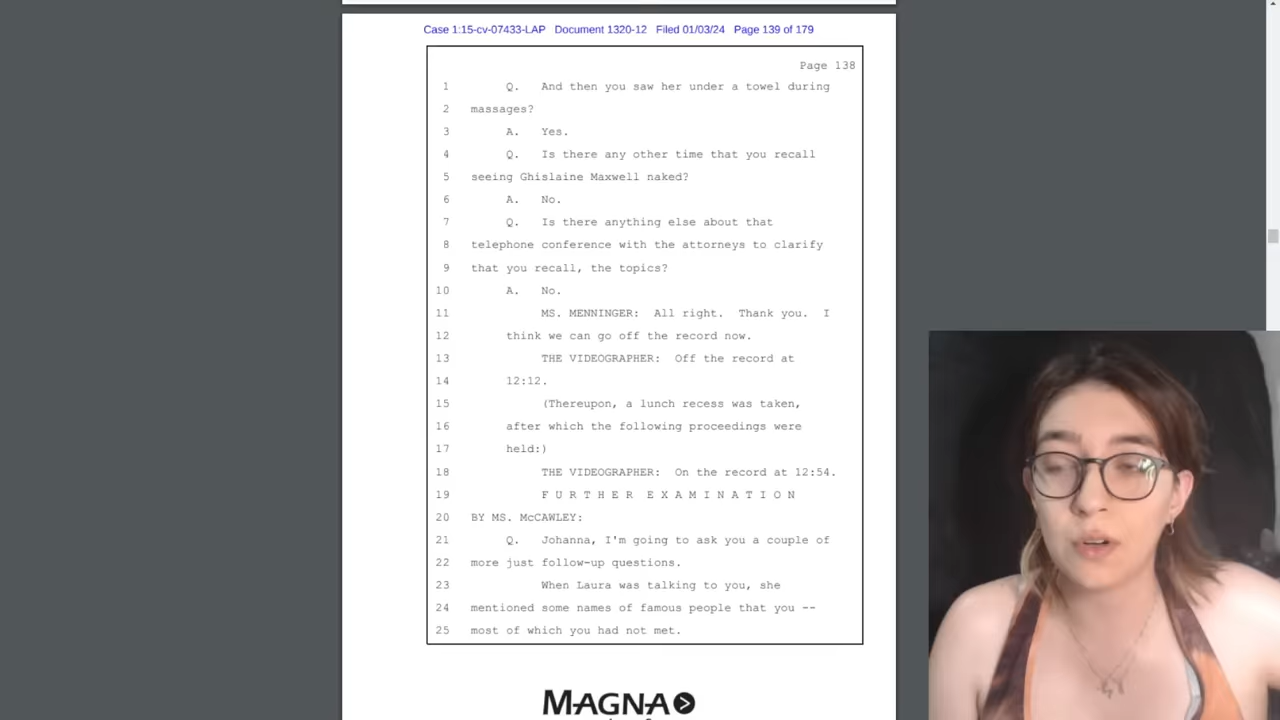 Case 1:15-cv-07433-LAP Document 1320-12 Filed 01/03/24 Page 139 of 179
Page 138
1 Q. And then you saw her under a towel during
2 massages?
3 A. Yes.
4 Q. Is there any other time that you recall
5 seeing Ghislaine Maxwell naked?
6 A. No.
7 Q. Is there anything else about that
8 telephone conference with the attorneys to clarify
9 that you recall, the topics?
10 A. No.
11 MS. MENNINGER: All right. Thank you. I
12 think we can go off the record now.
13 THE VIDEOGRAPHER: Off the record at
14 12:12.
15 (Thereupon, a lunch recess was taken,
16 after which the following proceedings were
17 held:)
18 THE VIDEOGRAPHER: On the record at 12:54.
19 F U R T H E R E X A M I N A T I O N
20 BY MS. McCAWLEY:
21 Q. Johanna, I'm going to ask you a couple of
22 more just follow-up questions.
23 When Laura was talking to you, she
24 mentioned some names of famous people that you --
25 most of which you had not met.
MAGNA